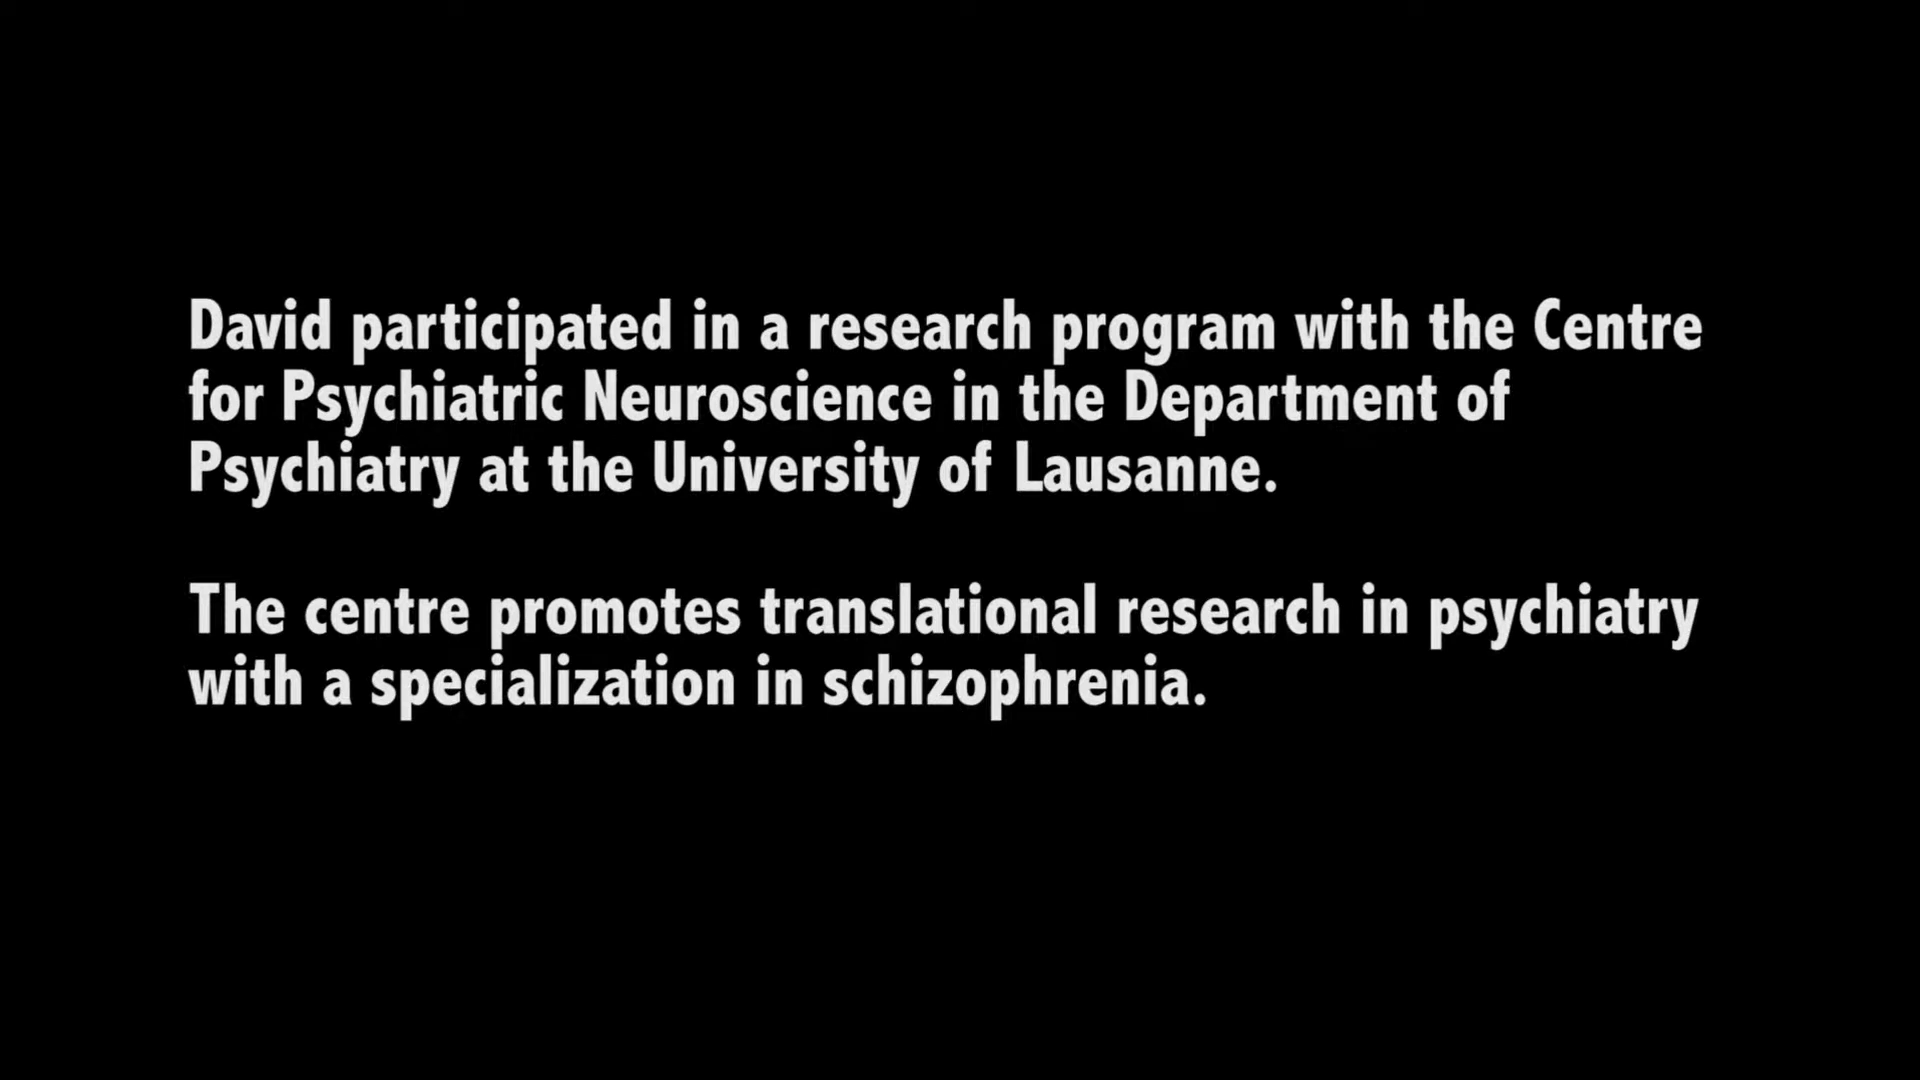 David participated in a research program with the Centre
for Psychiatric Neuroscience in the Department of
Psychiatry at the University of Lausanne.
The centre promotes translational research in psychiatry
with a specialization in schizophrenia.